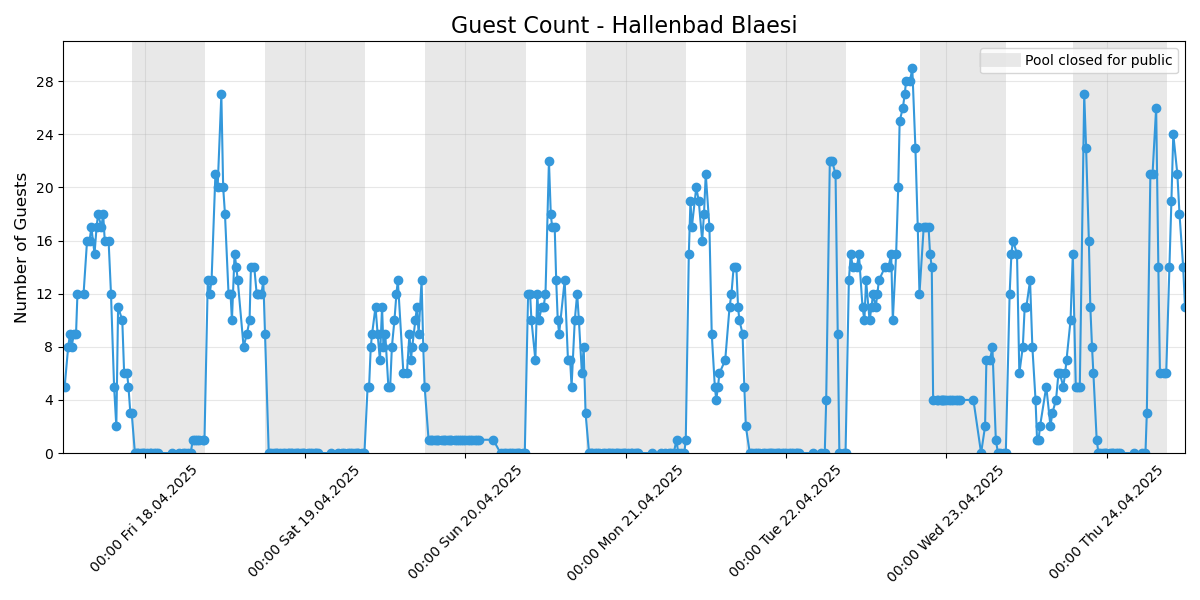 Guest Count - Hallenbad Blaesi
Pool closed for public
Number of Guests
28
24
20
16
12
8
4
0
00:00 Fri 18.04.2025
00:00 Sat 19.04.2025
00:00 Sun 20.04.2025
00:00 Mon 21.04.2025
00:00 Tue 22.04.2025
00:00 Wed 23.04.2025
00:00 Thu 24.04.2025